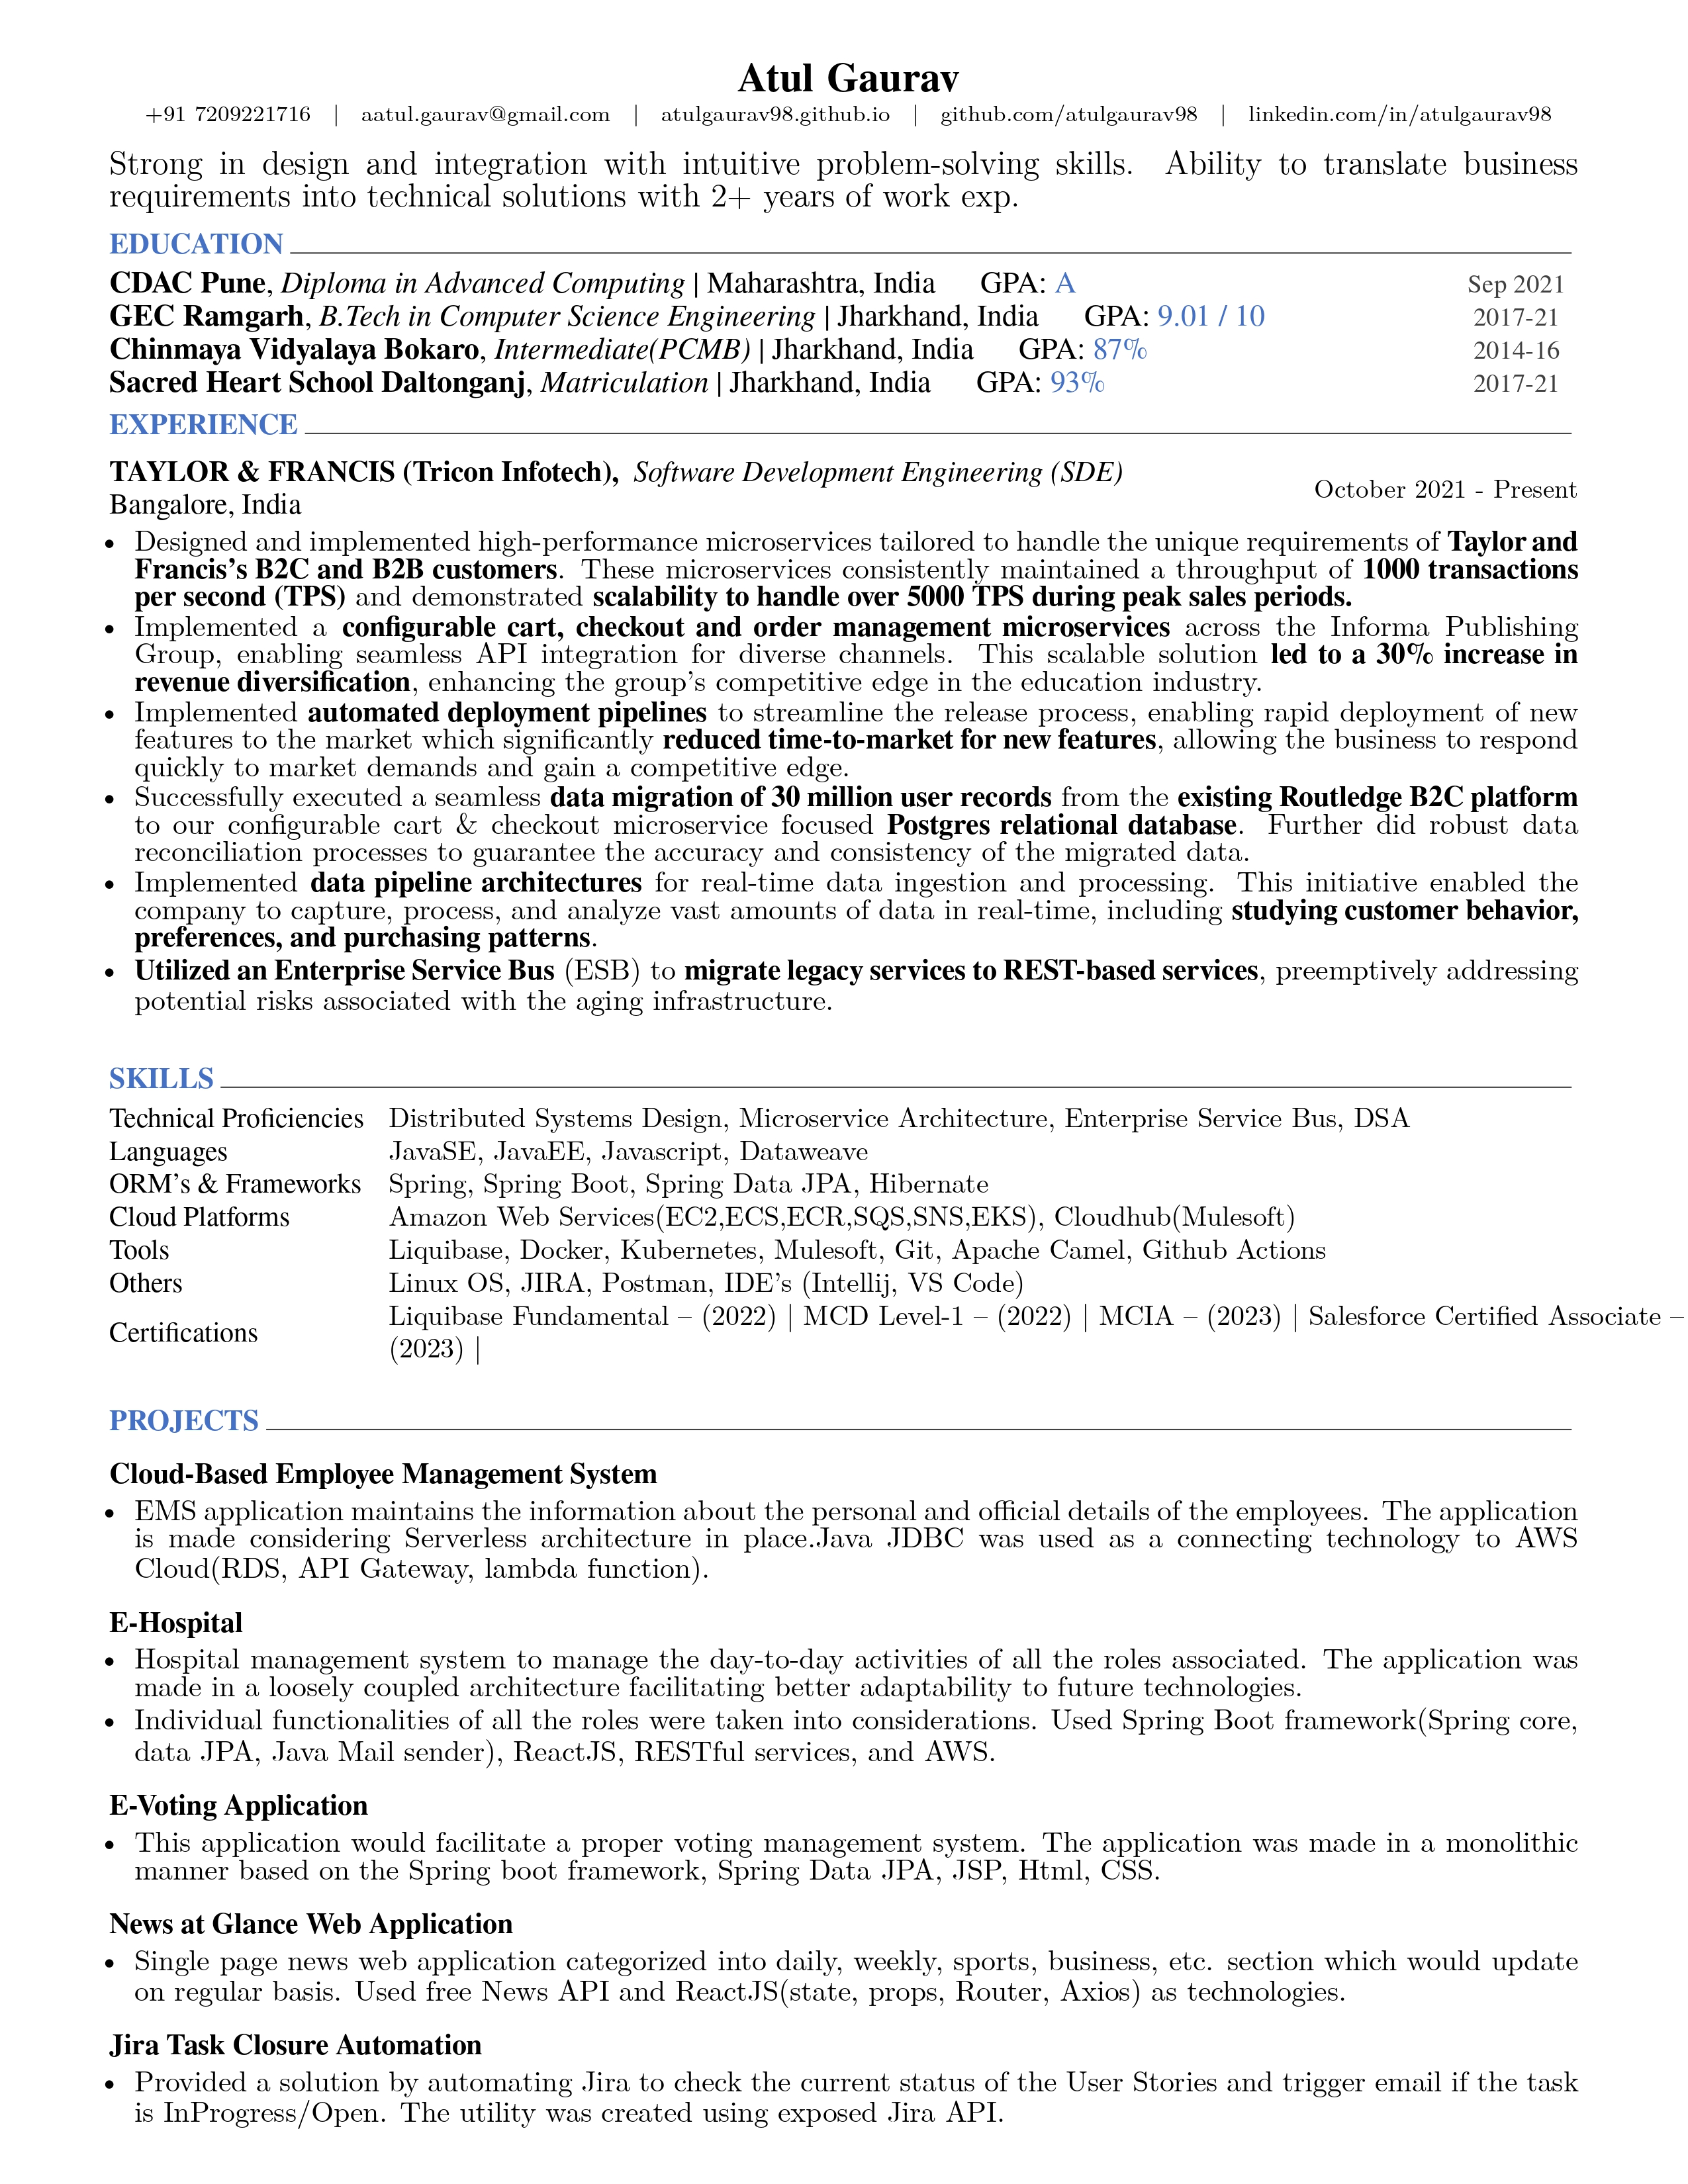 Atul Gaurav
+91 7209221716 | aatul.gaurav@gmail.com | atulgaurav98.github.io | github.com/atulgaurav98 | linkedin.com/in/atulgaurav98
Strong in design and integration with intuitive problem-solving skills. Ability to translate business
requirements into technical solutions with 2+ years of work exp.
EDUCATION
CDAC Pune, Diploma in Advanced Computing | Maharashtra, India GPA: A Sep 2021
GEC Ramgarh, B.Tech in Computer Science Engineering | Jharkhand, India GPA: 9.01 / 10 2017-21
Chinmaya Vidyalaya Bokaro, Intermediate(PCMB) | Jharkhand, India GPA: 87% 2014-16
Sacred Heart School Daltonganj, Matriculation | Jharkhand, India GPA: 93% 2017-21
EXPERIENCE
TAYLOR & FRANCIS (Tricon Infotech), Software Development Engineering (SDE)
Bangalore, India October 2021 - Present
• Designed and implemented high-performance microservices tailored to handle the unique requirements of Taylor and
Francis's B2C and B2B customers. These microservices consistently maintained a throughput of 1000 transactions
per second (TPS) and demonstrated scalability to handle over 5000 TPS during peak sales periods.
• Implemented a configurable cart, checkout and order management microservices across the Informa Publishing
Group, enabling seamless API integration for diverse channels. This scalable solution led to a 30% increase in
revenue diversification, enhancing the group's competitive edge in the education industry.
• Implemented automated deployment pipelines to streamline the release process, enabling rapid deployment of new
features to the market which significantly reduced time-to-market for new features, allowing the business to respond
quickly to market demands and gain a competitive edge.
• Successfully executed a seamless data migration of 30 million user records from the existing Routledge B2C platform
to our configurable cart & checkout microservice focused Postgres relational database. Further did robust data
reconciliation processes to guarantee the accuracy and consistency of the migrated data.
• Implemented data pipeline architectures for real-time data ingestion and processing. This initiative enabled the
company to capture, process, and analyze vast amounts of data in real-time, including studying customer behavior,
preferences, and purchasing patterns.
• Utilized an Enterprise Service Bus (ESB) to migrate legacy services to REST-based services, preemptively addressing
potential risks associated with the aging infrastructure.
SKILLS
Technical Proficiencies Distributed Systems Design, Microservice Architecture, Enterprise Service Bus, DSA
Languages JavaSE, JavaEE, Javascript, Dataweave
ORM's & Frameworks Spring, Spring Boot, Spring Data JPA, Hibernate
Cloud Platforms Amazon Web Services(EC2,ECS,ECR,SQS,SNS,EKS), Cloudhub(Mulesoft)
Tools Liquibase, Docker, Kubernetes, Mulesoft, Git, Apache Camel, Github Actions
Others Linux OS, JIRA, Postman, IDE's (Intellij, VS Code)
Certifications Liquibase Fundamental – (2022) | MCD Level-1 – (2022) | MCIA – (2023) | Salesforce Certified Associate –
(2023) |
PROJECTS
Cloud-Based Employee Management System
• EMS application maintains the information about the personal and official details of the employees. The application
is made considering Serverless architecture in place.Java JDBC was used as a connecting technology to AWS
Cloud(RDS, API Gateway, lambda function).
E-Hospital
• Hospital management system to manage the day-to-day activities of all the roles associated. The application was
made in a loosely coupled architecture facilitating better adaptability to future technologies.
• Individual functionalities of all the roles were taken into considerations. Used Spring Boot framework(Spring core,
data JPA, Java Mail sender), ReactJS, RESTful services, and AWS.
E-Voting Application
• This application would facilitate a proper voting management system. The application was made in a monolithic
manner based on the Spring boot framework, Spring Data JPA, JSP, Html, CSS.
News at Glance Web Application
• Single page news web application categorized into daily, weekly, sports, business, etc. section which would update
on regular basis. Used free News API and ReactJS(state, props, Router, Axios) as technologies.
Jira Task Closure Automation
• Provided a solution by automating Jira to check the current status of the User Stories and trigger email if the task
is InProgress/Open. The utility was created using exposed Jira API.